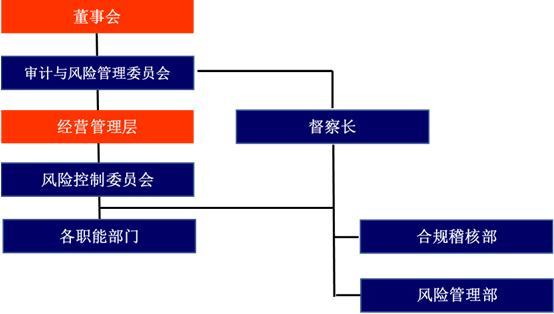 董事会
审计与风险管理委员会
经营管理层
督察长
风险控制委员会
各职能部门
合规稽核部
风险管理部